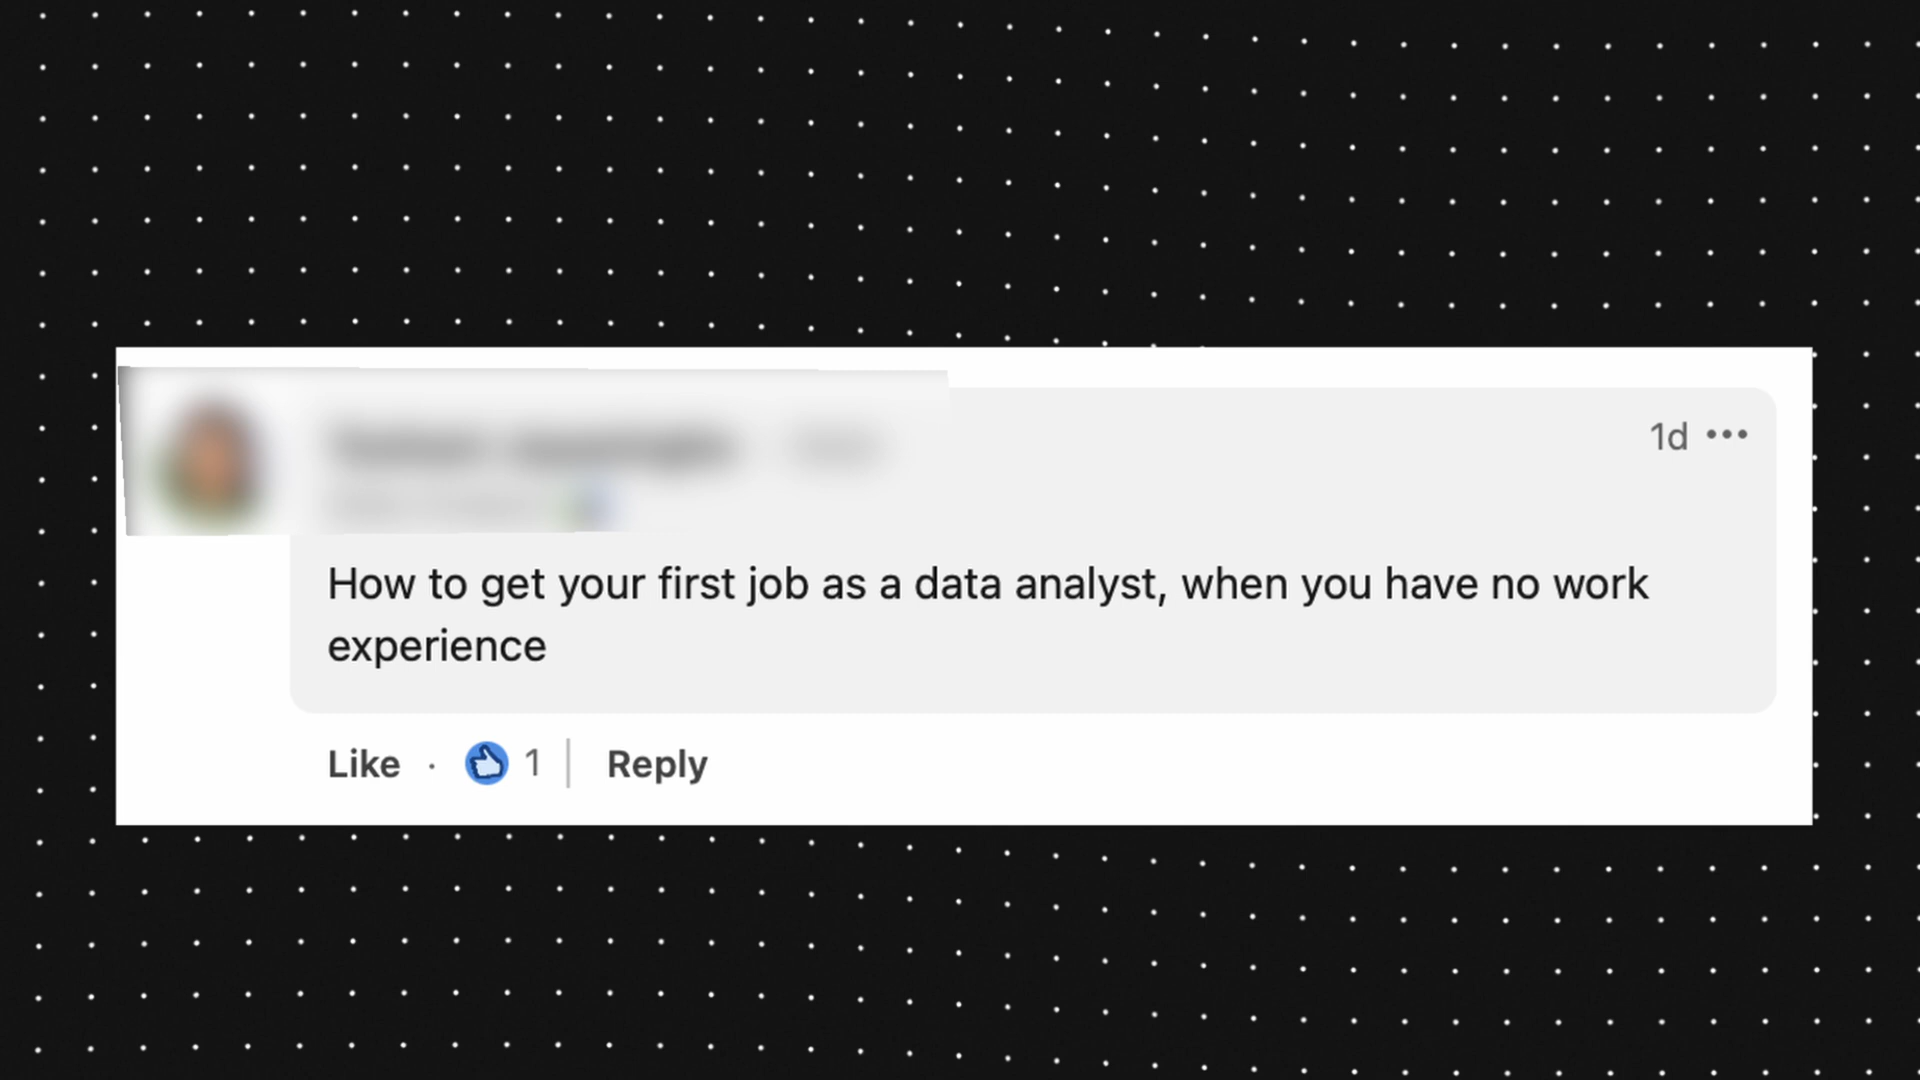 1d
How to get your first job as a data analyst, when you have no work
experience
Like · 1 | Reply